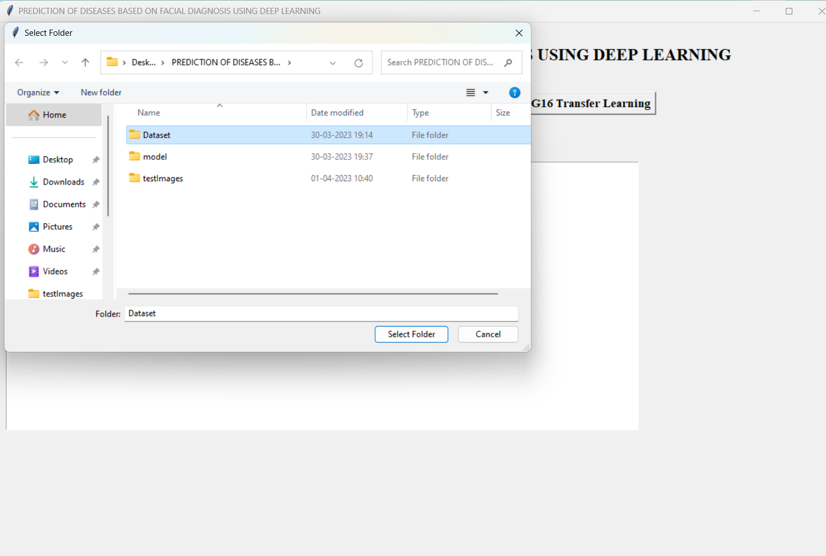 PREDICTION OF DISEASES BASED ON FACIAL DIAGNOSIS USING DEEP LEARNING
Select Folder
USING DEEP LEARNING
Desk... PREDICTION OF DISEASES B...
Search PREDICTION OF DIS...
Organize New folder
G16 Transfer Learning
Home
Name Date modified Type Size
Dataset 30-03-2023 19:14 File folder
model 30-03-2023 19:37 File folder
testImages 01-04-2023 10:40 File folder
Desktop
Downloads
Documents
Pictures
Music
Videos
testImages
Folder: Dataset
Select Folder Cancel